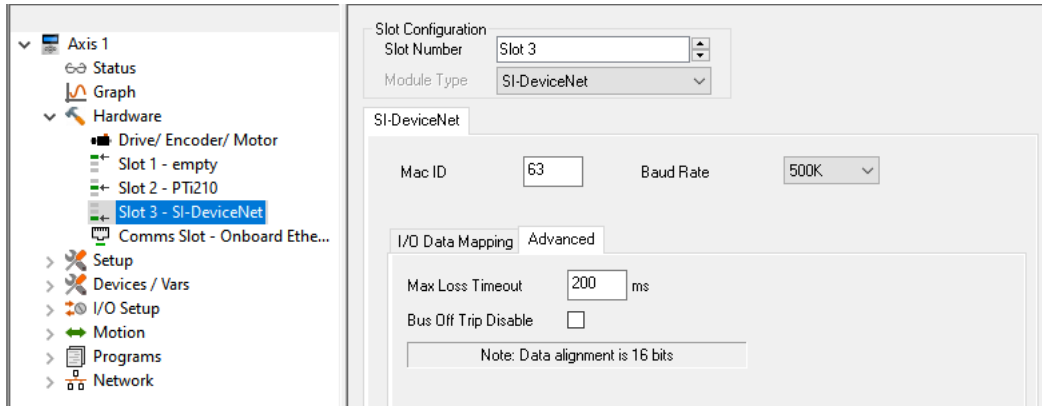 Axis 1
Status
Graph
Hardware
Drive/ Encoder/ Motor
Slot 1 - empty
Slot 2 - PTi210
Slot 3 - SI-DeviceNet
Comms Slot - Onboard Ethe...
Setup
Devices / Vars
I/O Setup
Motion
Programs
Network
Slot Configuration
Slot Number Slot 3
Module Type SI-DeviceNet
SI-DeviceNet
Mac ID 63 Baud Rate 500K
I/O Data Mapping Advanced
Max Loss Timeout 200 ms
Bus Off Trip Disable
Note: Data alignment is 16 bits